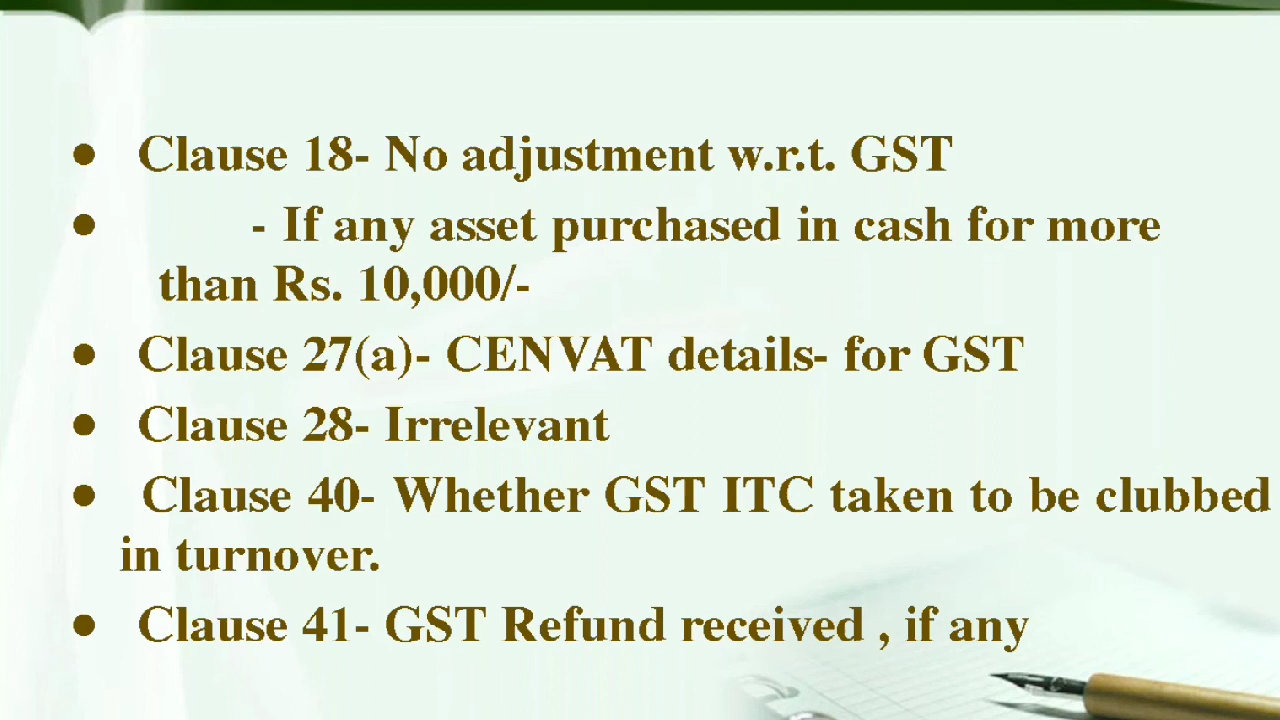 ● Clause 18- No adjustment w.r.t. GST
● - If any asset purchased in cash for more
than Rs. 10,000/-
● Clause 27(a)- CENVAT details- for GST
● Clause 28- Irrelevant
● Clause 40- Whether GST ITC taken to be clubbed
in turnover.
● Clause 41- GST Refund received , if any